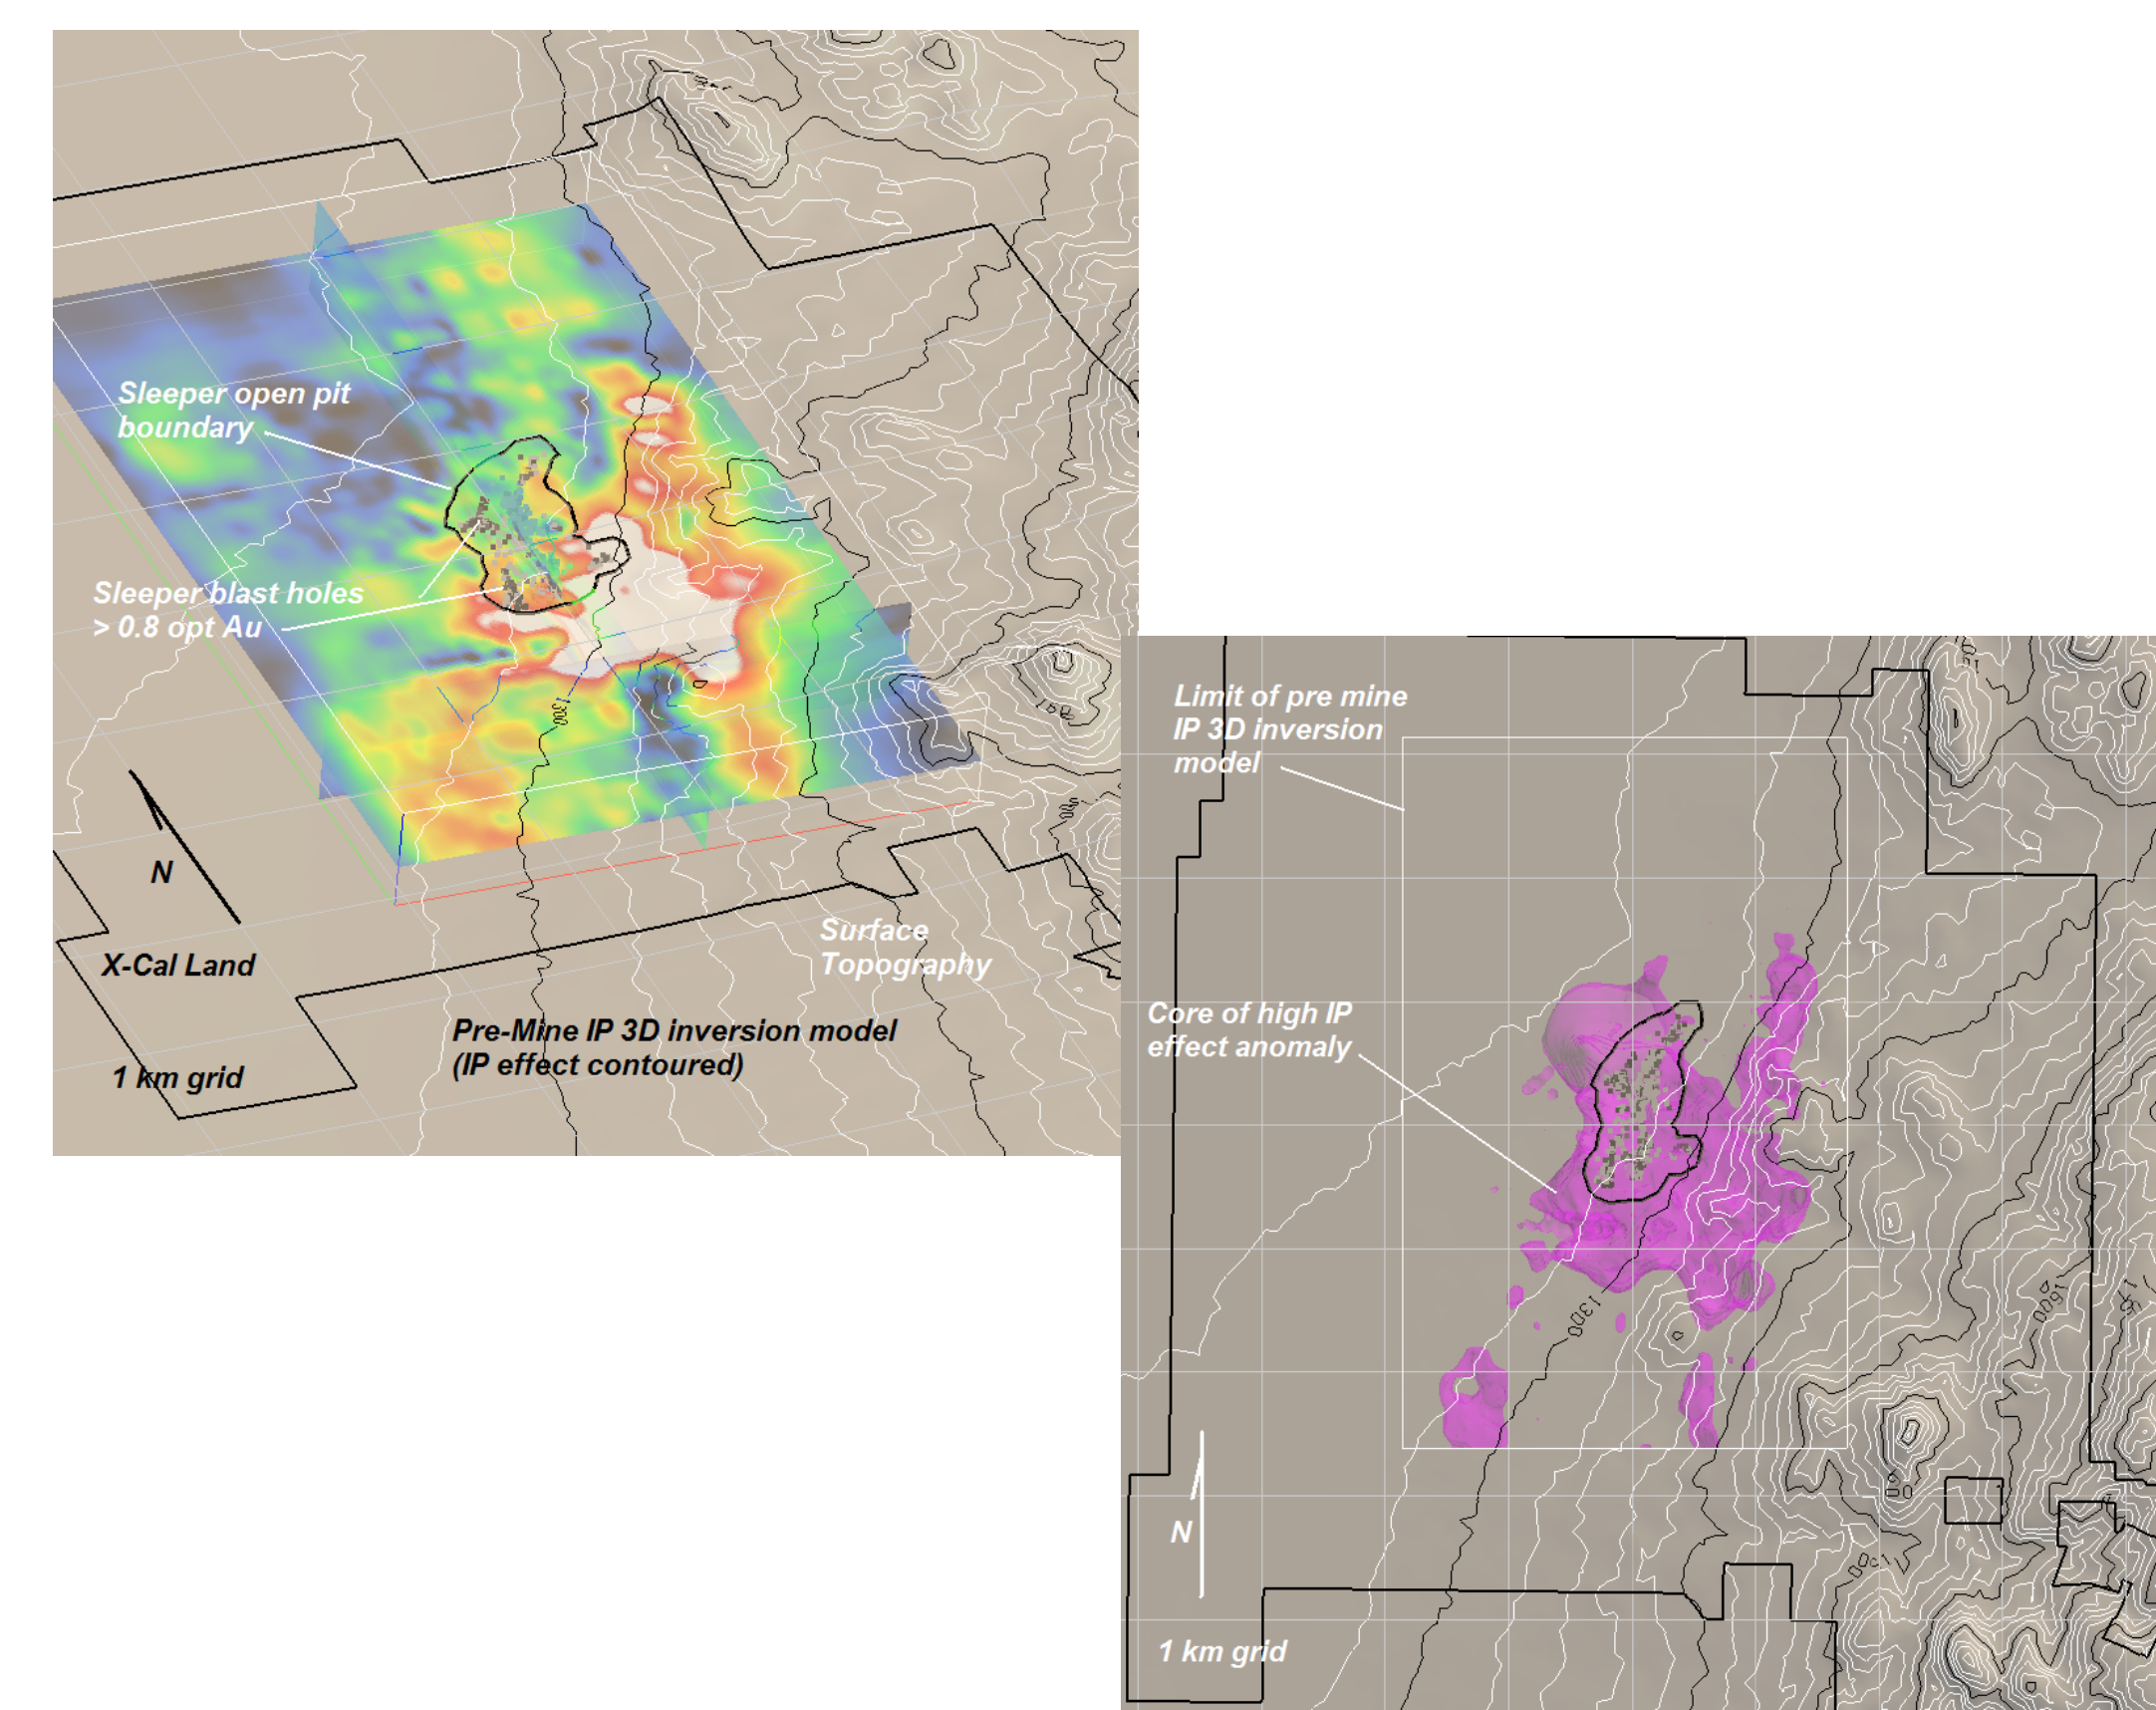 Sleeper open pit
boundary
Sleeper blast holes
> 0.8 opt Au
1300
N
X-Cal Land
Surface
Topography
Pre-Mine IP 3D inversion model
(IP effect contoured)
1 km grid
Limit of pre mine
IP 3D inversion
model
Core of high IP
effect anomaly
1300
1600
N
1 km grid